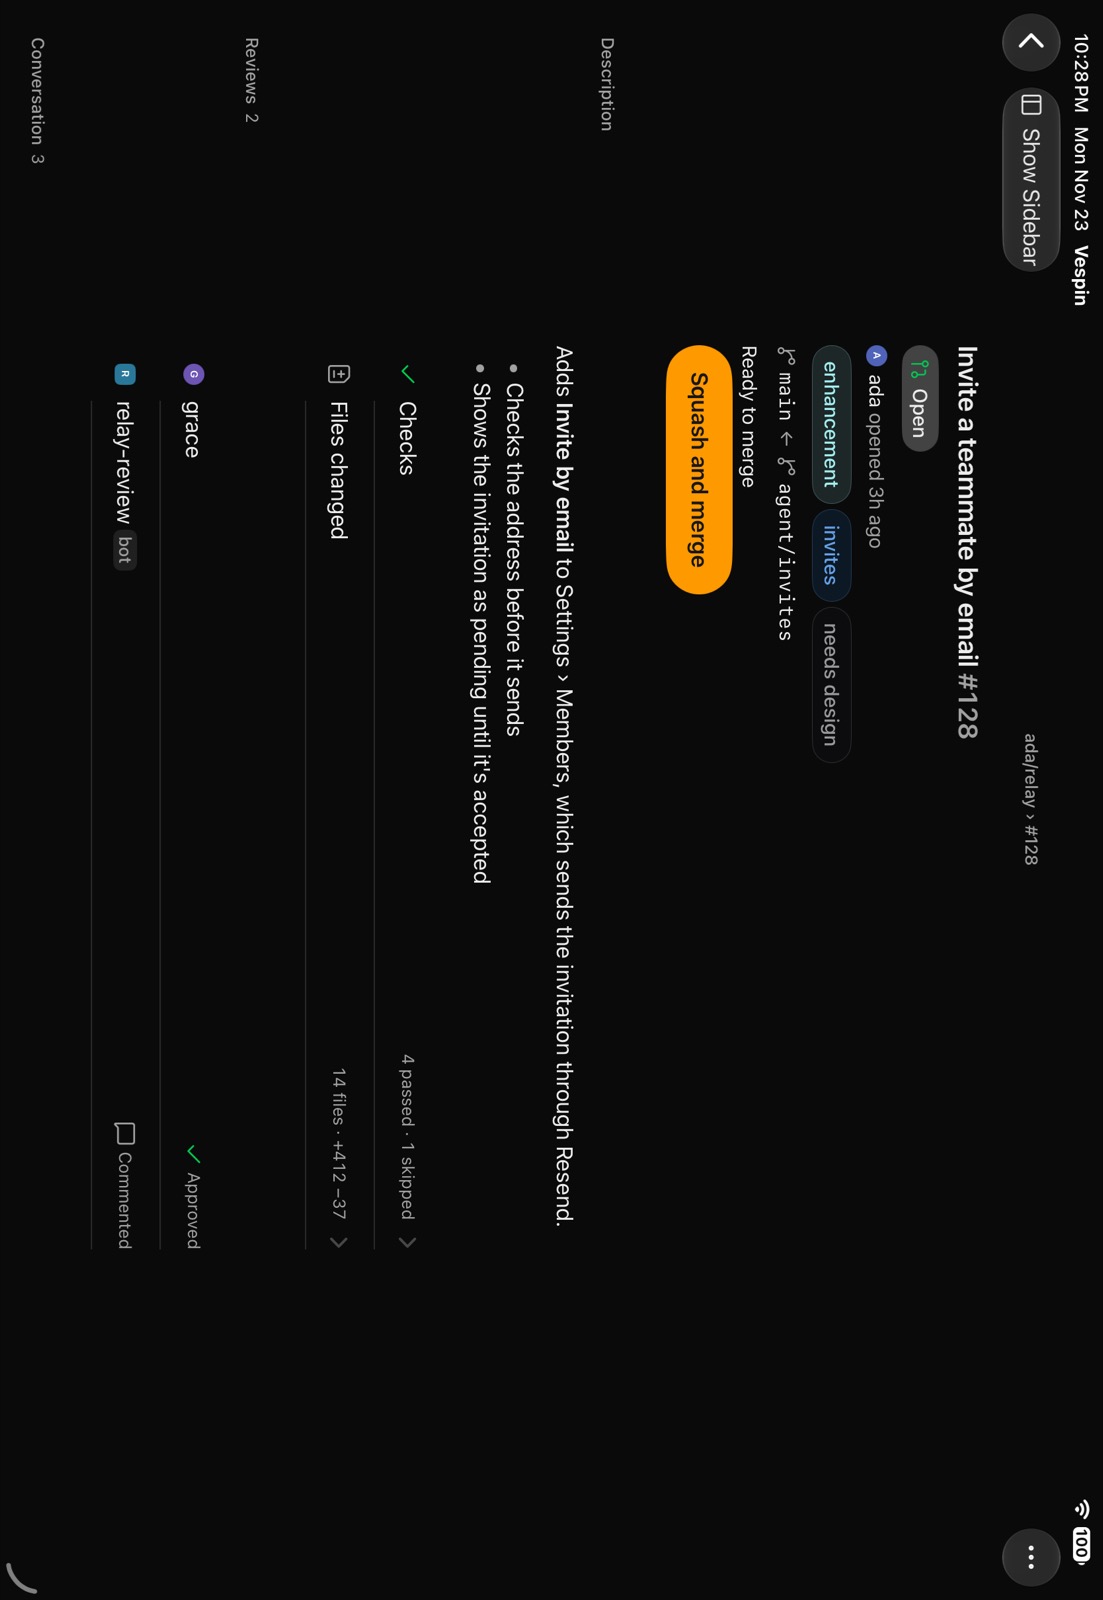 10:28 PM Mon Nov 23 Vespin
100
Show Sidebar
ada/relay › #128
Invite a teammate by email #128
Open
A ada opened 3h ago
enhancement invites needs design
main ← agent/invites
Ready to merge
Squash and merge
Description
Adds Invite by email to Settings › Members, which sends the invitation through Resend.
• Checks the address before it sends
• Shows the invitation as pending until it's accepted
Checks 4 passed · 1 skipped
Files changed 14 files · +412 −37
Reviews 2
G grace Approved
R relay-review bot Commented
Conversation 3